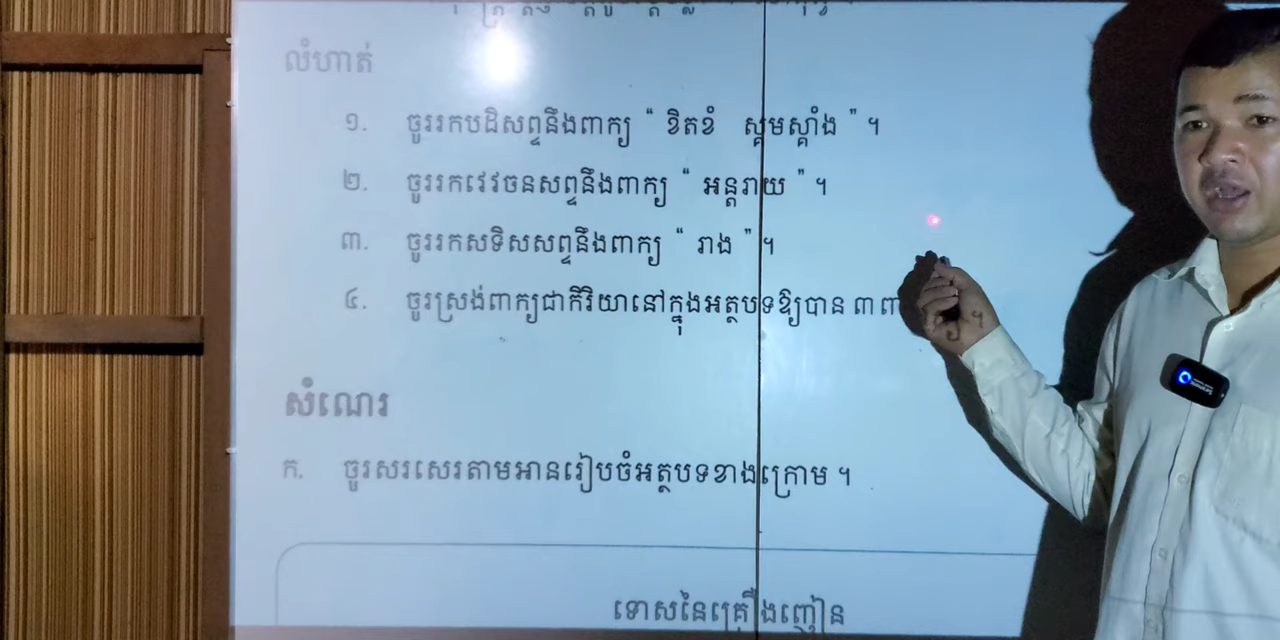 លំហាត់
១. ចូររកបដិសព្ទនឹងពាក្យ “ ខិតខំ ស្គមស្គាំង ” ។
២. ចូររកវេវចនសព្ទនឹងពាក្យ “ អន្តរាយ ” ។
៣. ចូររកសទិសសព្ទនឹងពាក្យ “ រាង ” ។
៤. ចូរស្រង់ពាក្យជាកិរិយានៅក្នុងអត្ថបទឱ្យបាន ៣
សំណេរ
ក. ចូរសរសេរតាមអានរៀបចំអត្ថបទខាងក្រោម ។
ទោសនៃគ្រឿងញៀន